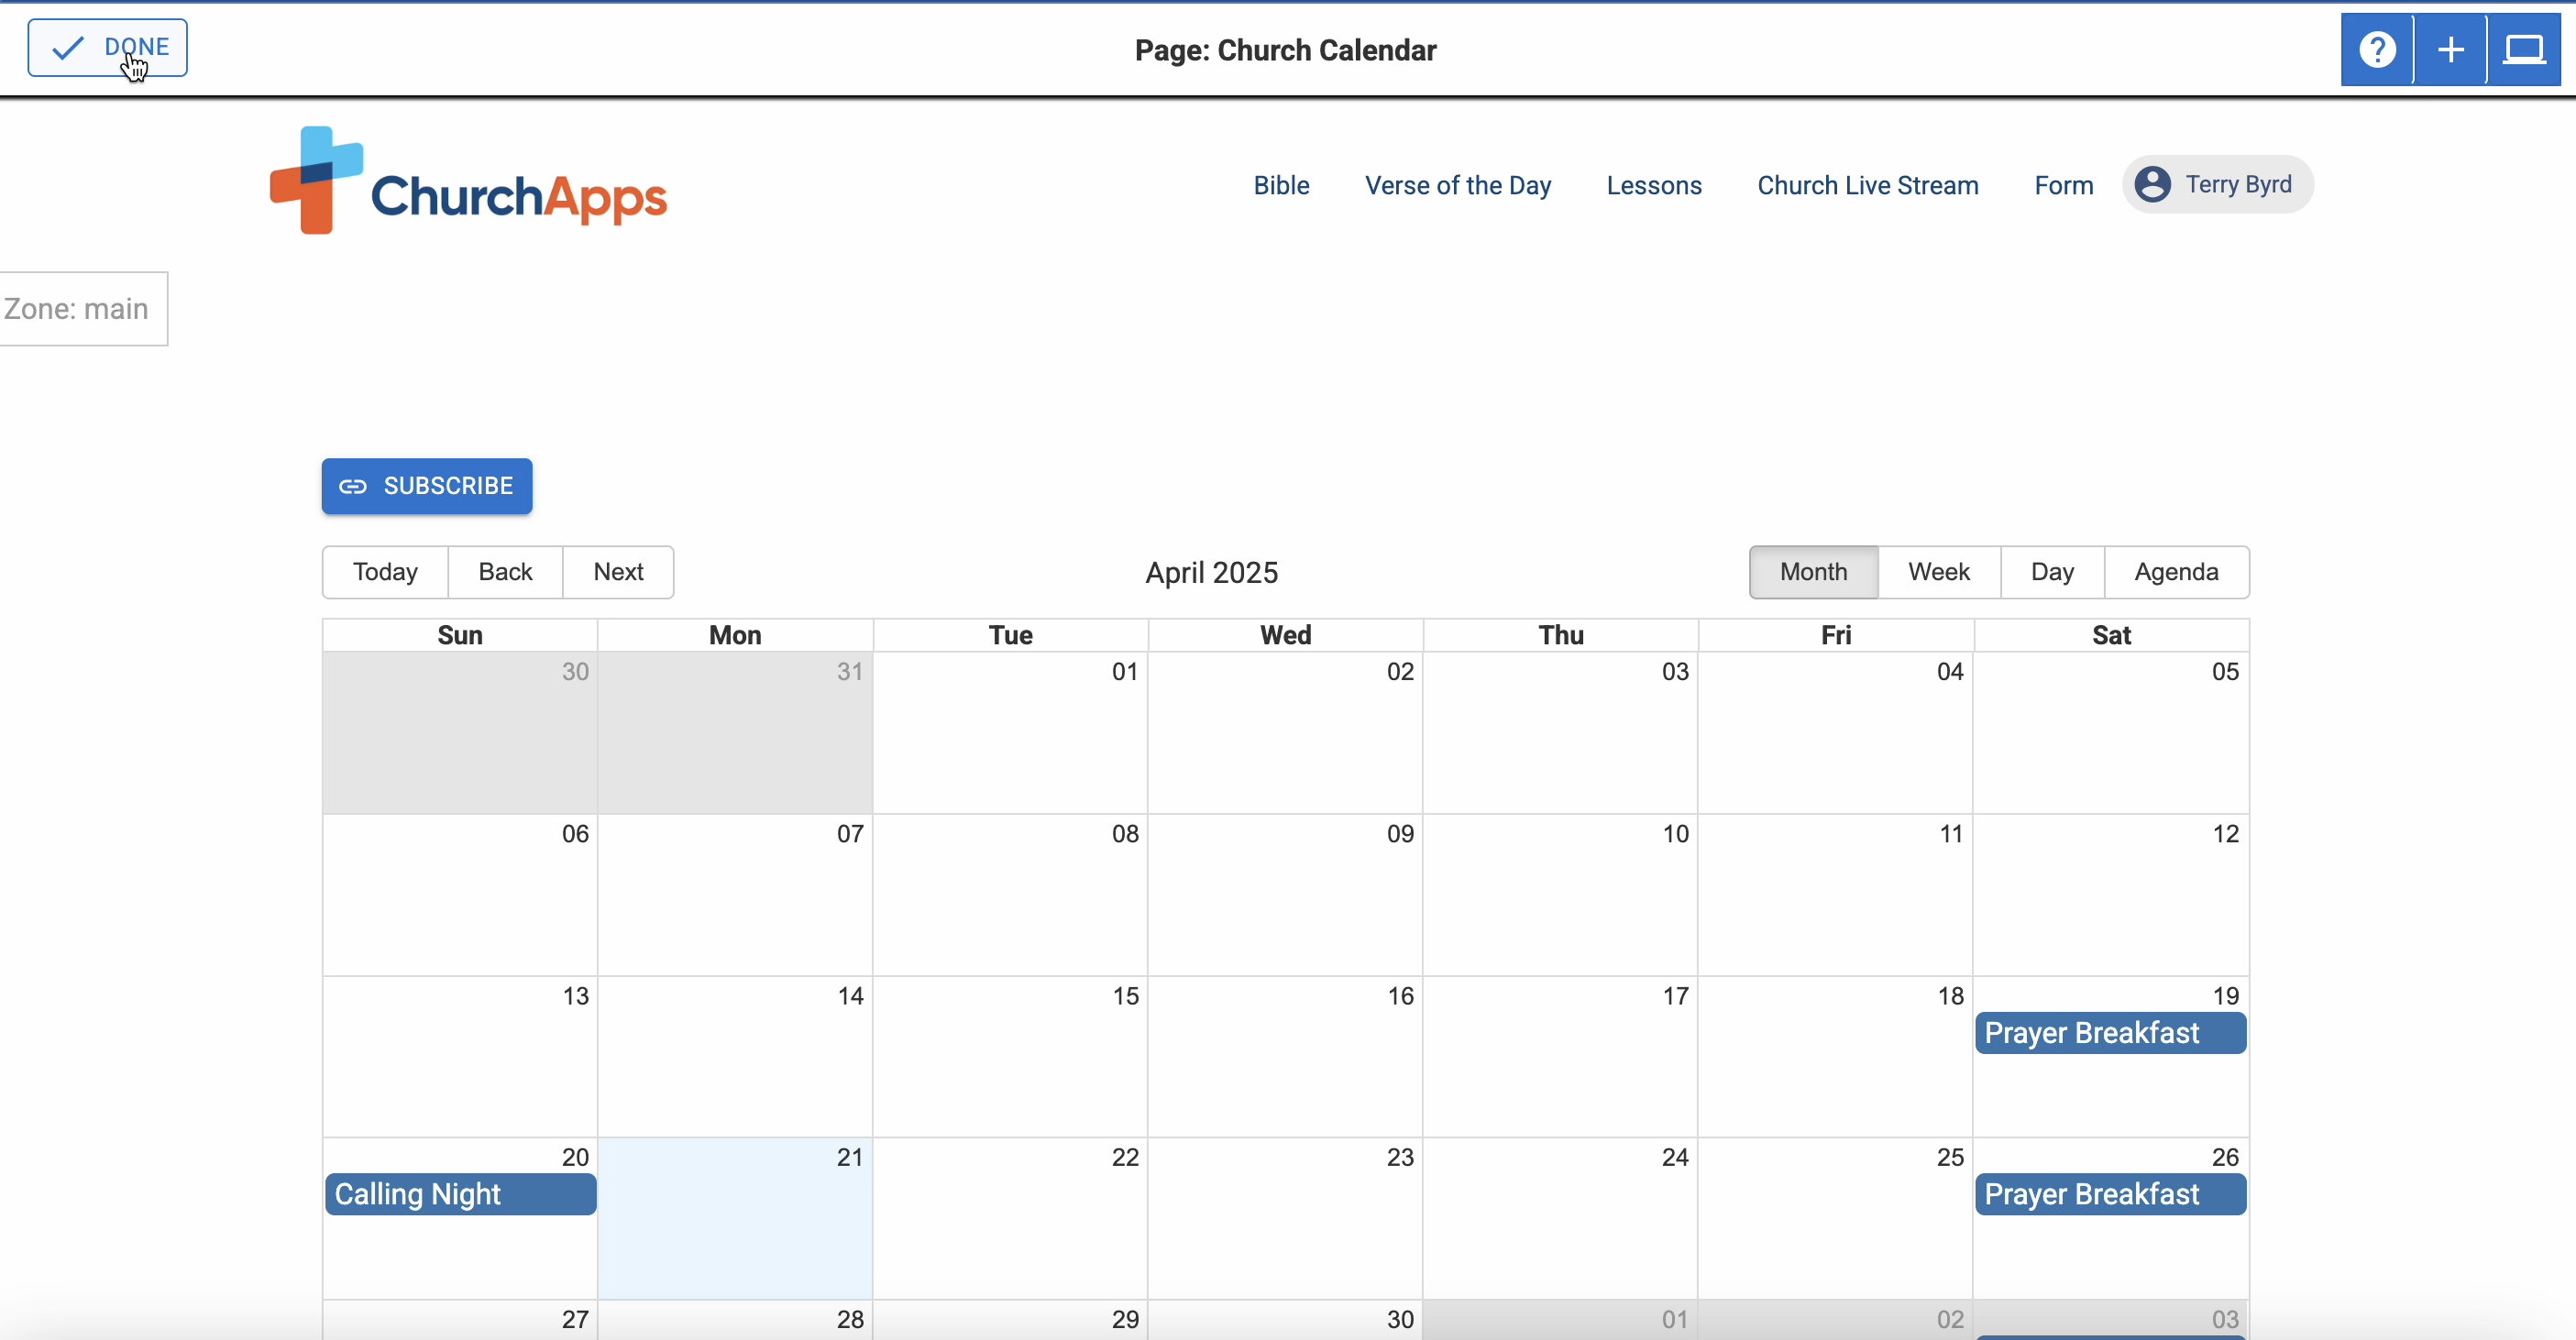 DONE
Page: Church Calendar
?
ChurchApps
Bible Verse of the Day Lessons Church Live Stream Form Terry Byrd
Zone: main
SUBSCRIBE
Today Back Next April 2025 Month Week Day Agenda
Sun Mon Tue Wed Thu Fri Sat
30 31 01 02 03 04 05
06 07 08 09 10 11 12
13 14 15 16 17 18 19
Prayer Breakfast
20 21 22 23 24 25 26
Calling Night Prayer Breakfast
27 28 29 30 01 02 03